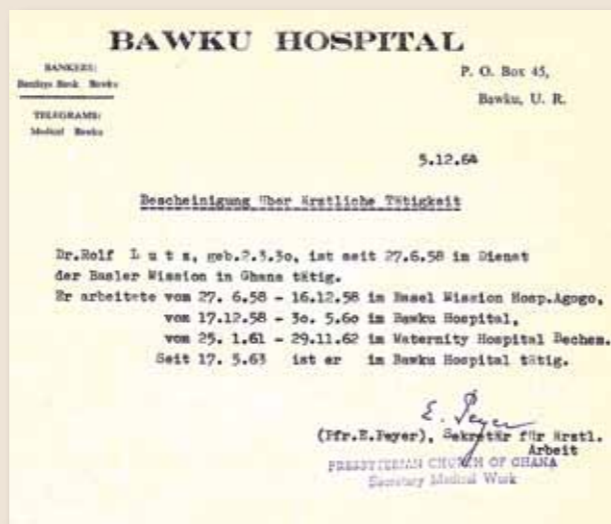 BAWKU HOSPITAL
BANKERS:
Barclays Bank Bawku
TELEGRAMS:
Medical Bawku
P. O. Box 45,
Bawku, U. R.
5.12.64
Bescheinigung über ärztliche Tätigkeit
Dr.Rolf L u t z, geb.2.3.30, ist seit 27.6.58 im Dienst
der Basler Mission in Ghana tätig.
Er arbeitete vom 27. 6.58 - 16.12.58 im Basel Mission Hosp.Agogo,
vom 17.12.58 - 30. 5.60 im Bawku Hospital,
vom 25. 1.61 - 29.11.62 im Maternity Hospital Bechem.
Seit 17. 5.63 ist er im Bawku Hospital tätig.
E. Peyer
(Pfr.E.Peyer), Sekretär für ärztl.
Arbeit
PRESBYTERIAN CHURCH OF GHANA
Secretary Medical Work